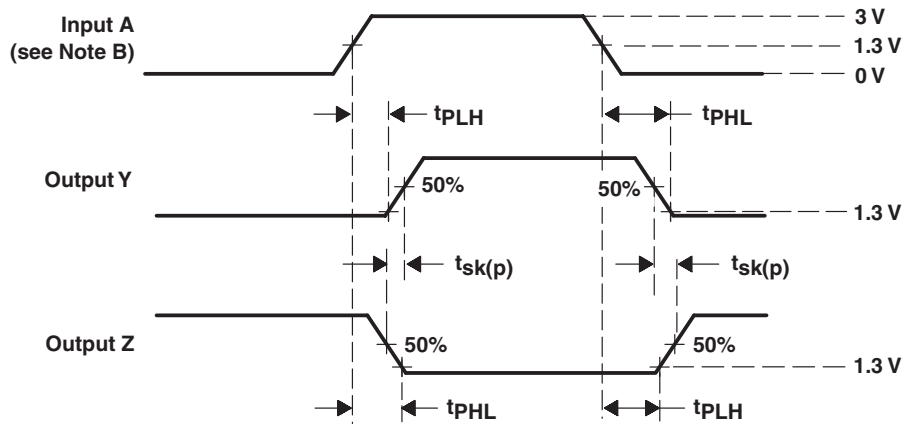 Input A
(see Note B)
3 V
1.3 V
0 V
tPLH
tPHL
Output Y
50%
50%
1.3 V
tsk(p)
tsk(p)
Output Z
50%
50%
1.3 V
tPHL
tPLH